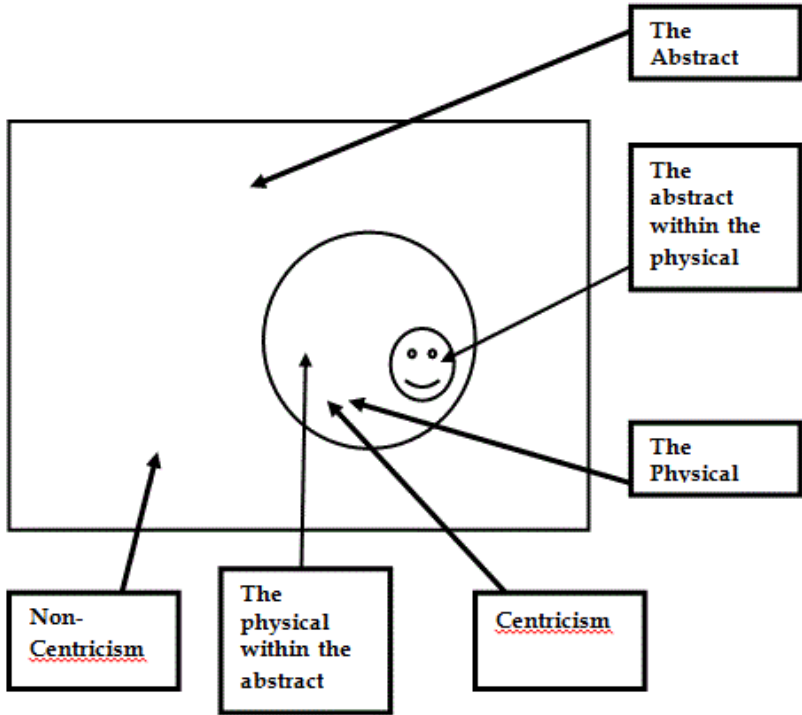 The
Abstract
The
abstract
within the
physical
The
Physical
Non-
Centricism
The
physical
within the
abstract
Centricism